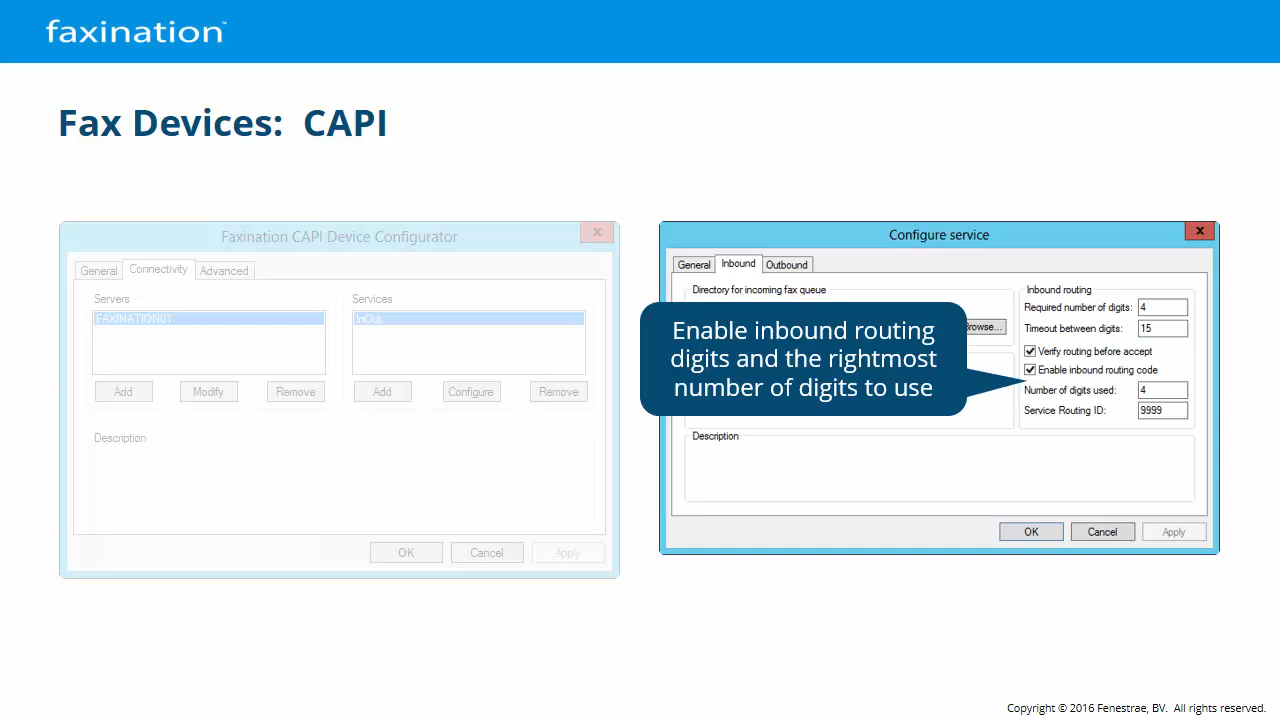 faxination™
Fax Devices: CAPI
Faxination CAPI Device Configurator
x
General
Connectivity
Advanced
Servers
Services
FAXINATION01
InOut
Add
Modify
Remove
Add
Configure
Remove
Description
OK
Cancel
Apply
Configure service
x
General
Inbound
Outbound
Directory for incoming fax queue
Browse...
Enable inbound routing
digits and the rightmost
number of digits to use
Inbound routing
Required number of digits: 4
Timeout between digits: 15
Verify routing before accept
Enable inbound routing code
Number of digits used: 4
Service Routing ID: 9999
Description
OK
Cancel
Apply
Copyright © 2016 Fenestrae, BV. All rights reserved.